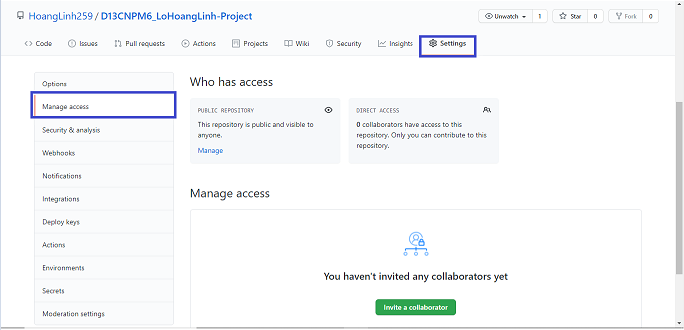 HoangLinh259 / D13CNPM6_LoHoangLinh-Project
Unwatch 1 Star 0 Fork 0
Code Issues Pull requests Actions Projects Wiki Security Insights Settings
Options
Manage access
Security & analysis
Webhooks
Notifications
Integrations
Deploy keys
Actions
Environments
Secrets
Moderation settings
Who has access
PUBLIC REPOSITORY
This repository is public and visible to
anyone.
Manage
DIRECT ACCESS
0 collaborators have access to this
repository. Only you can contribute to this
repository.
Manage access
You haven't invited any collaborators yet
Invite a collaborator